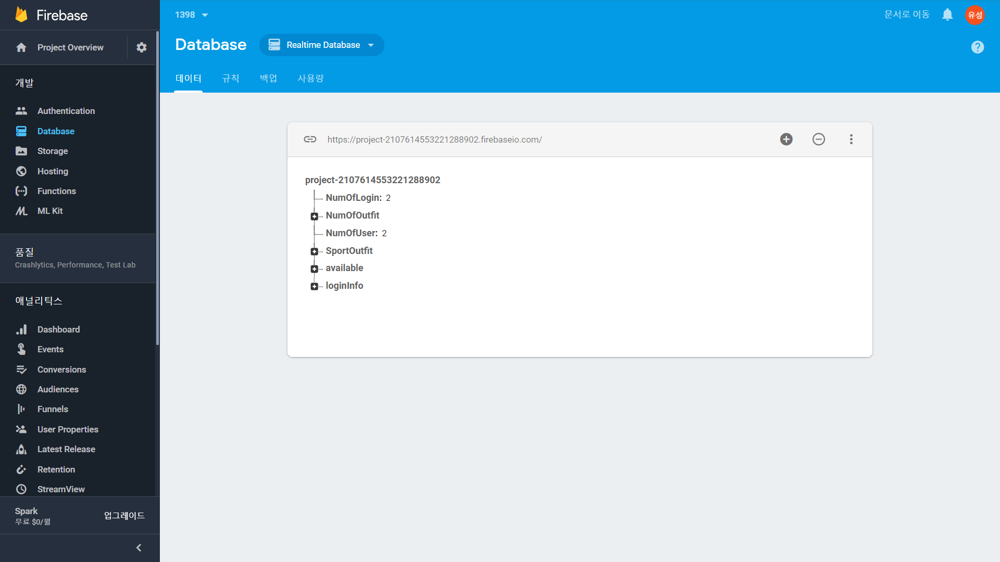 Firebase
Project Overview
개발
Authentication
Database
Storage
Hosting
Functions
ML Kit
품질
Crashlytics, Performance, Test Lab
애널리틱스
Dashboard
Events
Conversions
Audiences
Funnels
User Properties
Latest Release
Retention
StreamView
Spark
무료 $0/월
업그레이드
1398
문서로 이동
유성
Database
Realtime Database
데이터 규칙 백업 사용량
https://project-2107614553221288902.firebaseio.com/
project-2107614553221288902
NumOfLogin: 2
NumOfOutfit
NumOfUser: 2
SportOutfit
available
loginInfo